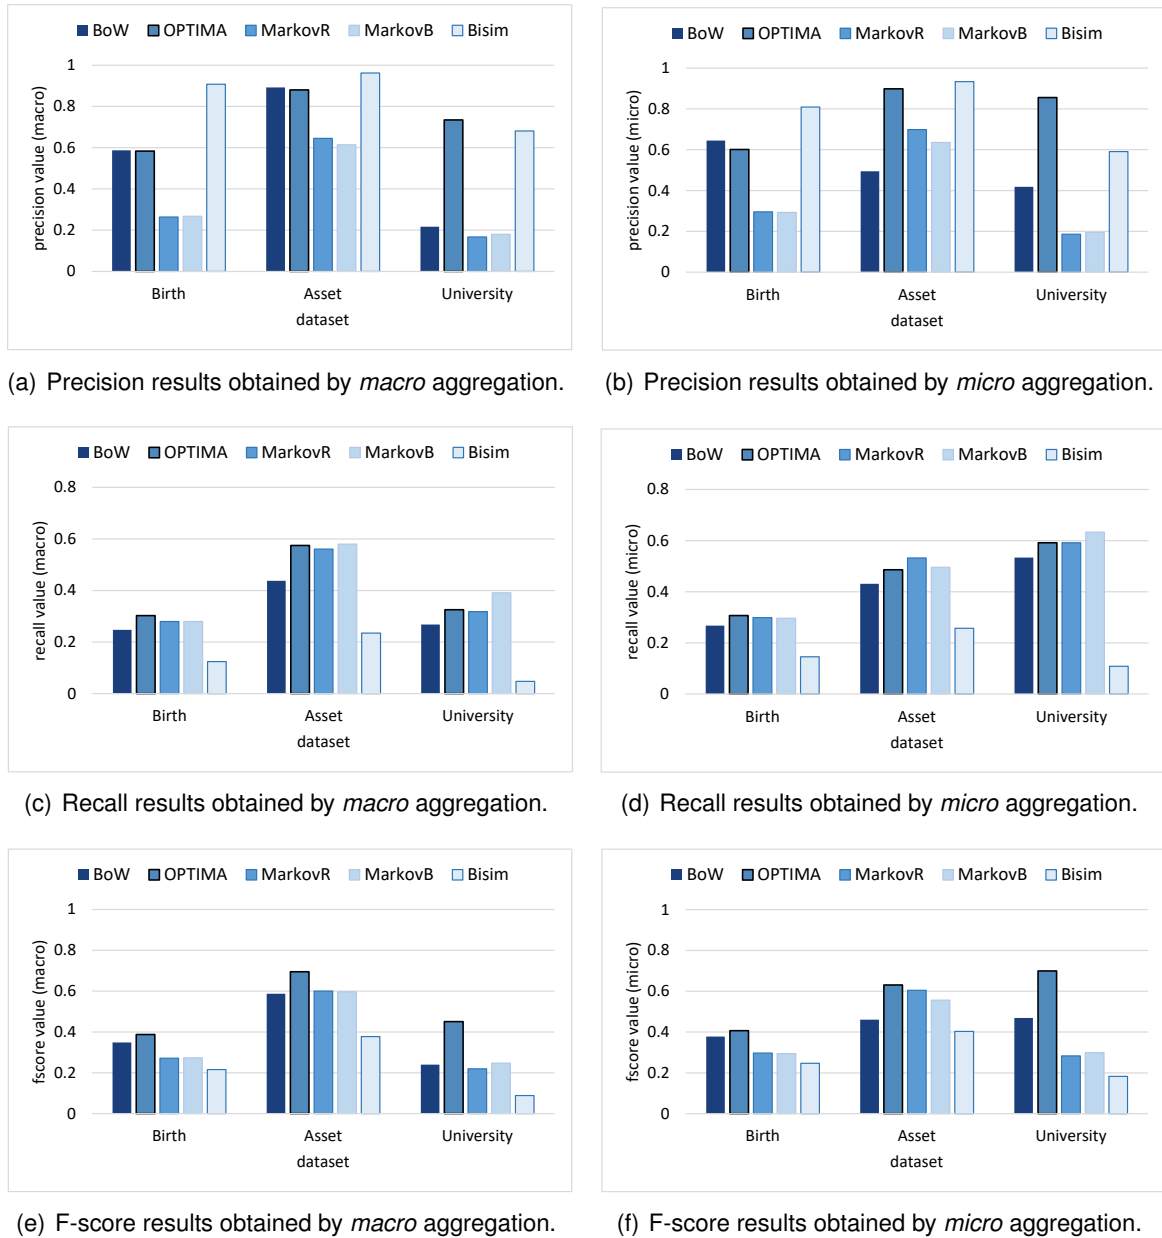 BoW OPTIMA MarkovR MarkovB Bisim
precision value (macro)
1
0.8
0.6
0.4
0.2
0
Birth Asset University
dataset
(a) Precision results obtained by macro aggregation.
BoW OPTIMA MarkovR MarkovB Bisim
precision value (micro)
1
0.8
0.6
0.4
0.2
0
Birth Asset University
dataset
(b) Precision results obtained by micro aggregation.
BoW OPTIMA MarkovR MarkovB Bisim
recall value (macro)
0.8
0.6
0.4
0.2
0
Birth Asset University
dataset
(c) Recall results obtained by macro aggregation.
BoW OPTIMA MarkovR MarkovB Bisim
recall value (micro)
0.8
0.6
0.4
0.2
0
Birth Asset University
dataset
(d) Recall results obtained by micro aggregation.
BoW OPTIMA MarkovR MarkovB Bisim
fscore value (macro)
1
0.8
0.6
0.4
0.2
0
Birth Asset University
dataset
(e) F-score results obtained by macro aggregation.
BoW OPTIMA MarkovR MarkovB Bisim
fscore value (micro)
1
0.8
0.6
0.4
0.2
0
Birth Asset University
dataset
(f) F-score results obtained by micro aggregation.